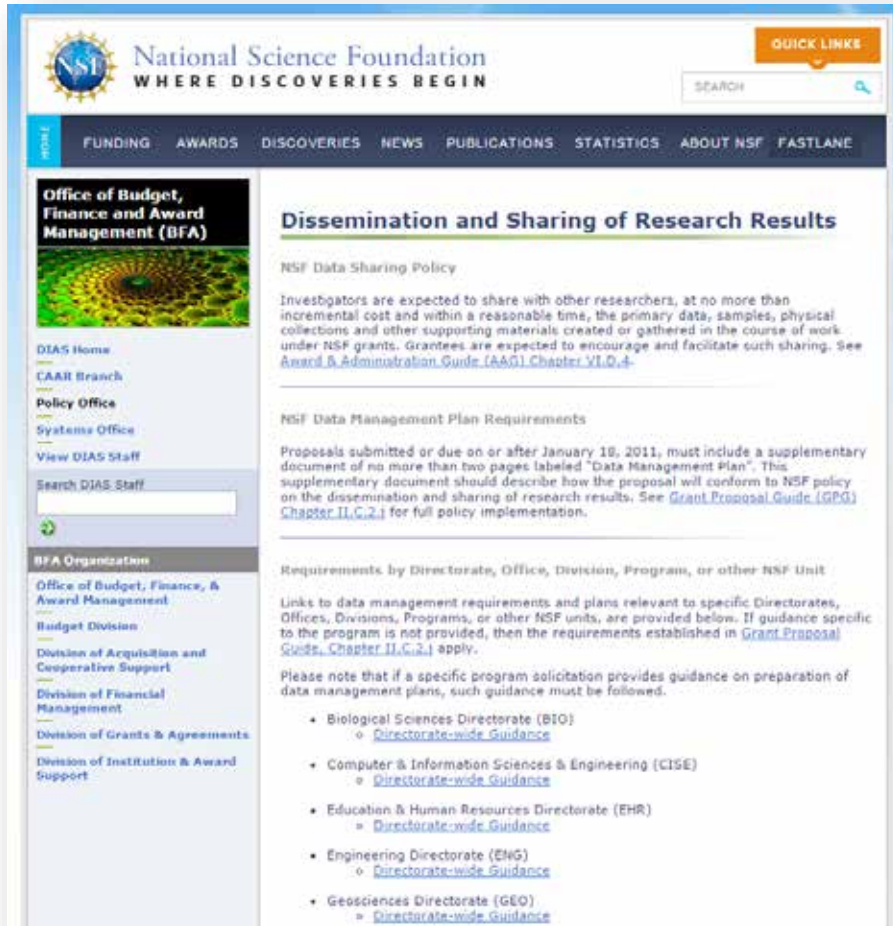 NSF
National Science Foundation
WHERE DISCOVERIES BEGIN
QUICK LINKS
SEARCH
HOME
FUNDING AWARDS DISCOVERIES NEWS PUBLICATIONS STATISTICS ABOUT NSF FASTLANE
Office of Budget,
Finance and Award
Management (BFA)
DIAS Home
CAAR Branch
Policy Office
Systems Office
View DIAS Staff
Search DIAS Staff
BFA Organization
Office of Budget, Finance, &
Award Management
Budget Division
Division of Acquisition and
Cooperative Support
Division of Financial
Management
Division of Grants & Agreements
Division of Institution & Award
Support
Dissemination and Sharing of Research Results
NSF Data Sharing Policy
Investigators are expected to share with other researchers, at no more than
incremental cost and within a reasonable time, the primary data, samples, physical
collections and other supporting materials created or gathered in the course of work
under NSF grants. Grantees are expected to encourage and facilitate such sharing. See
Award & Administration Guide (AAG) Chapter VI.D.4.
NSF Data Management Plan Requirements
Proposals submitted or due on or after January 18, 2011, must include a supplementary
document of no more than two pages labeled "Data Management Plan". This
supplementary document should describe how the proposal will conform to NSF policy
on the dissemination and sharing of research results. See Grant Proposal Guide (GPG)
Chapter II.C.2.j for full policy implementation.
Requirements by Directorate, Office, Division, Program, or other NSF Unit
Links to data management requirements and plans relevant to specific Directorates,
Offices, Divisions, Programs, or other NSF units, are provided below. If guidance specific
to the program is not provided, then the requirements established in Grant Proposal
Guide, Chapter II.C.2.j apply.
Please note that if a specific program solicitation provides guidance on preparation of
data management plans, such guidance must be followed.
• Biological Sciences Directorate (BIO)
o Directorate-wide Guidance
• Computer & Information Sciences & Engineering (CISE)
o Directorate-wide Guidance
• Education & Human Resources Directorate (EHR)
o Directorate-wide Guidance
• Engineering Directorate (ENG)
o Directorate-wide Guidance
• Geosciences Directorate (GEO)
o Directorate-wide Guidance